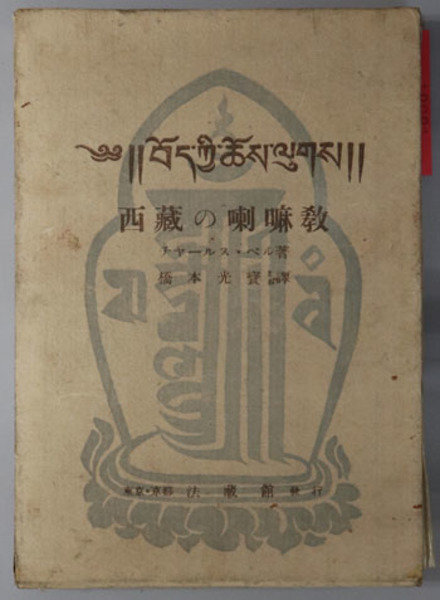 ༄༎བོད་ཀྱི་ཆོས་ལུགས༎
西藏の喇嘛敎
チャールス・ベル著
橋本光寶譯
東京・京都 法藏館 發行